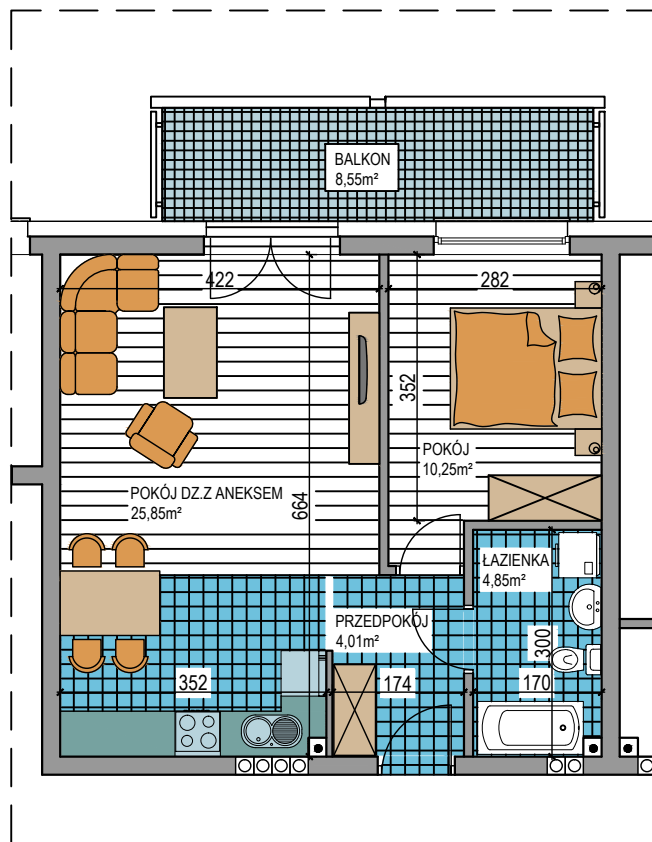 BALKON
8,55m²
422
282
352
POKÓJ
10,25m²
POKÓJ DZ.Z ANEKSEM
25,85m²
664
ŁAZIENKA
4,85m²
PRZEDPOKÓJ
4,01m²
300
352
174
170